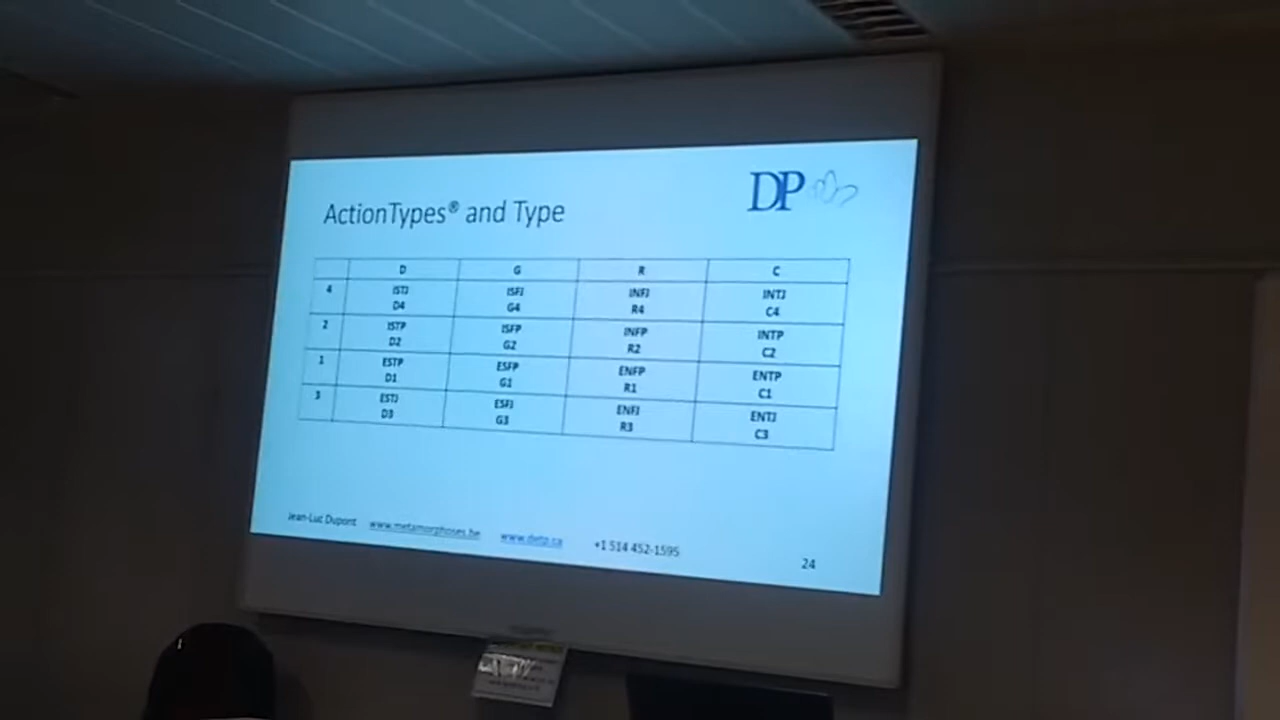 DP
ActionTypes® and Type
D G R C
4 ISTJ ISFJ INFJ INTJ
D4 G4 R4 C4
2 ISTP ISFP INFP INTP
D2 G2 R2 C2
1 ESTP ESFP ENFP ENTP
D1 G1 R1 C1
3 ESTJ ESFJ ENFJ ENTJ
D3 G3 R3 C3
Jean-Luc Dupont www.metamorphoses.be +1 514 452-1595
24